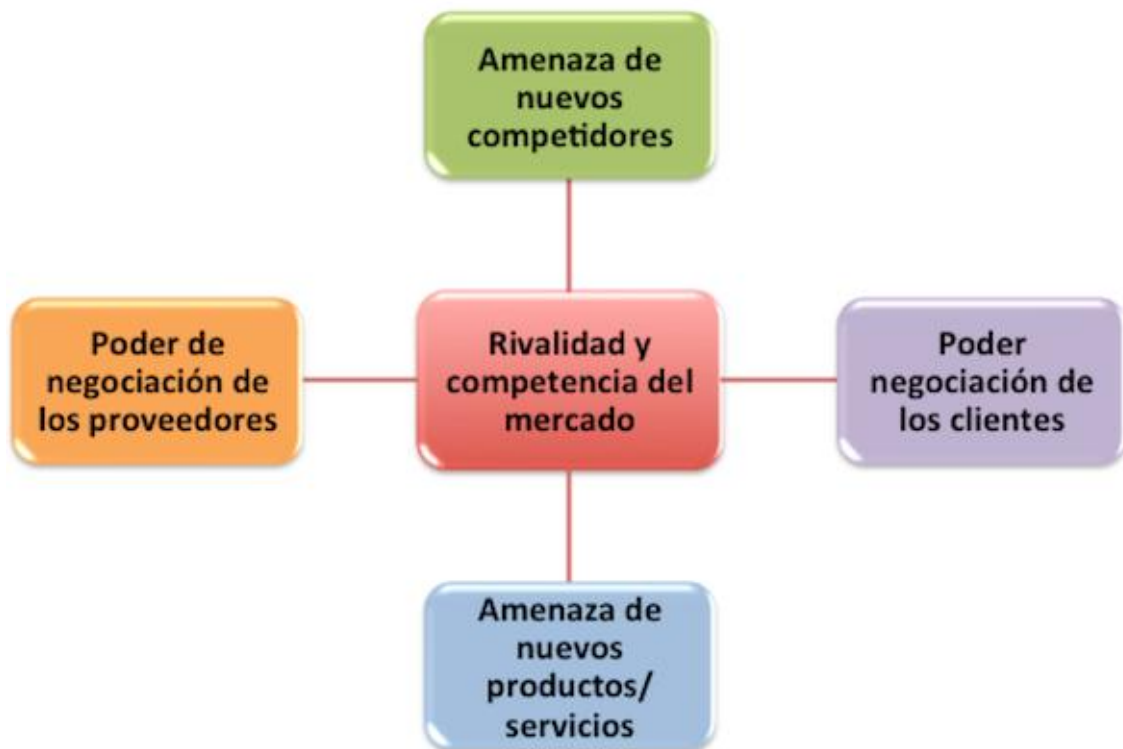 Amenaza de
nuevos
competidores
Poder de
negociación de
los proveedores
Rivalidad y
competencia del
mercado
Poder
negociación de
los clientes
Amenaza de
nuevos
productos/
servicios